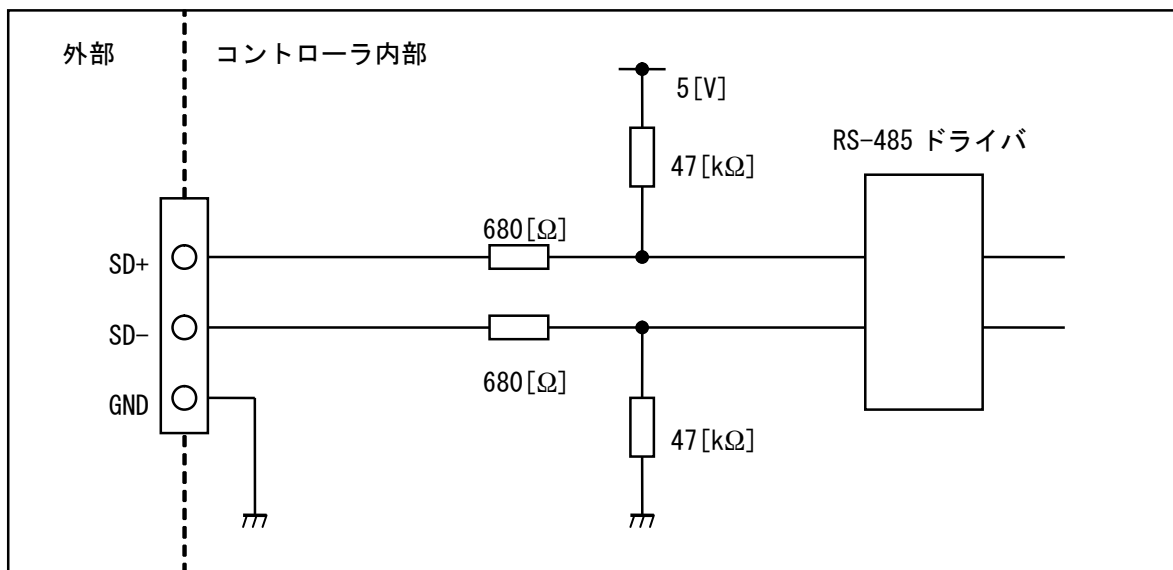 外部
コントローラ内部
5[V]
RS-485 ドライバ
47[kΩ]
680[Ω]
SD+
SD-
680[Ω]
GND
47[kΩ]